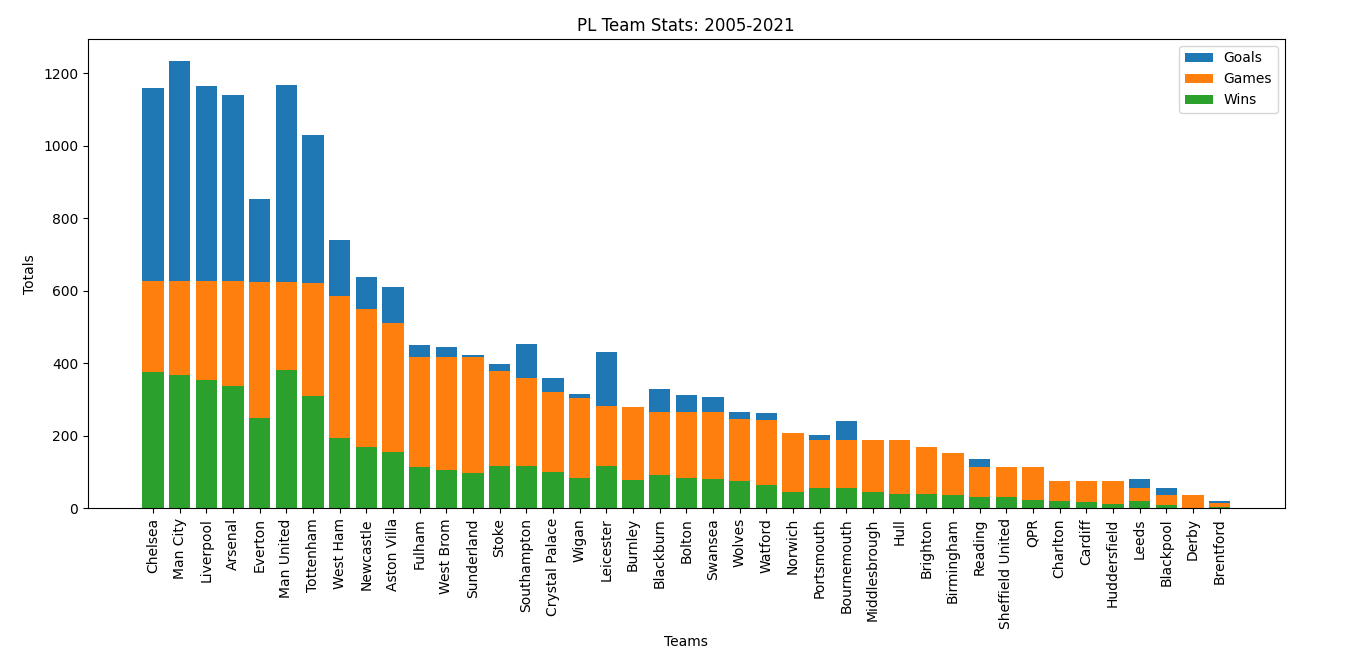 PL Team Stats: 2005-2021
Goals
Games
Wins
Totals
1200
1000
800
600
400
200
0
Chelsea
Man City
Liverpool
Arsenal
Everton
Man United
Tottenham
West Ham
Newcastle
Aston Villa
Fulham
West Brom
Sunderland
Stoke
Southampton
Crystal Palace
Wigan
Leicester
Burnley
Blackburn
Bolton
Swansea
Wolves
Watford
Norwich
Portsmouth
Bournemouth
Middlesbrough
Hull
Brighton
Birmingham
Reading
Sheffield United
QPR
Charlton
Cardiff
Huddersfield
Leeds
Blackpool
Derby
Brentford
Teams